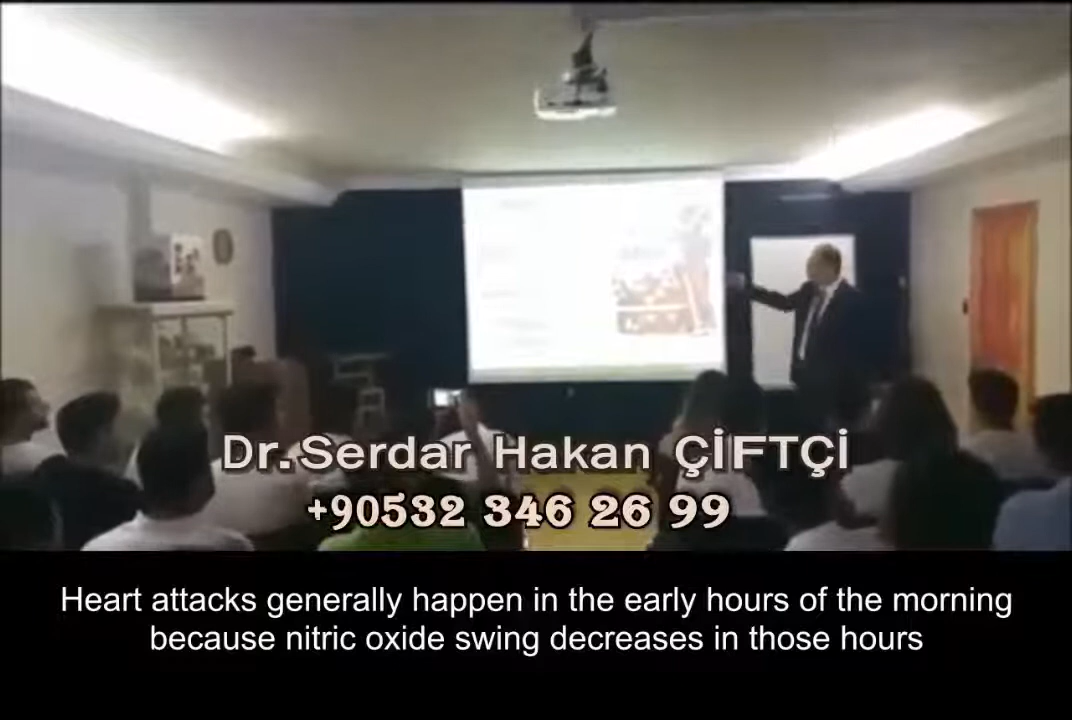 Dr. Serdar Hakan ÇİFTÇİ
+90532 346 26 99
Heart attacks generally happen in the early hours of the morning
because nitric oxide swing decreases in those hours